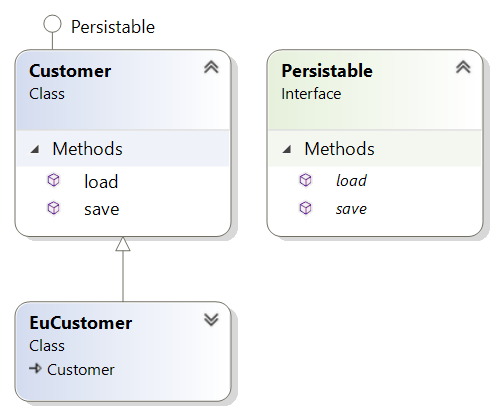 Persistable
Customer
Class
Methods
load
save
Persistable
Interface
Methods
load
save
EuCustomer
Class
Customer